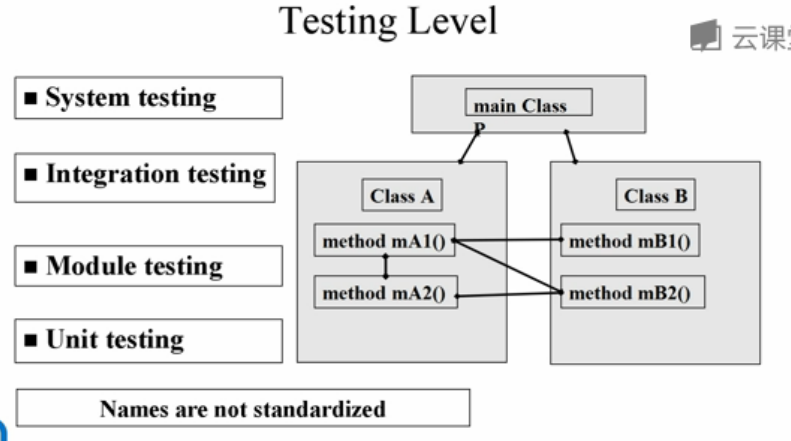 Testing Level
云课堂
■ System testing
■ Integration testing
■ Module testing
■ Unit testing
Names are not standardized
main Class
P
Class A
method mA1()
method mA2()
Class B
method mB1()
method mB2()